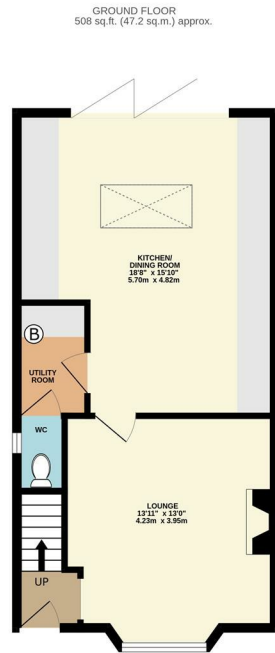 GROUND FLOOR
508 sq.ft. (47.2 sq.m.) approx.
KITCHEN/
DINING ROOM
18'8" x 15'10"
5.70m x 4.82m
B
UTILITY
ROOM
WC
LOUNGE
13'11" x 13'0"
4.23m x 3.95m
UP